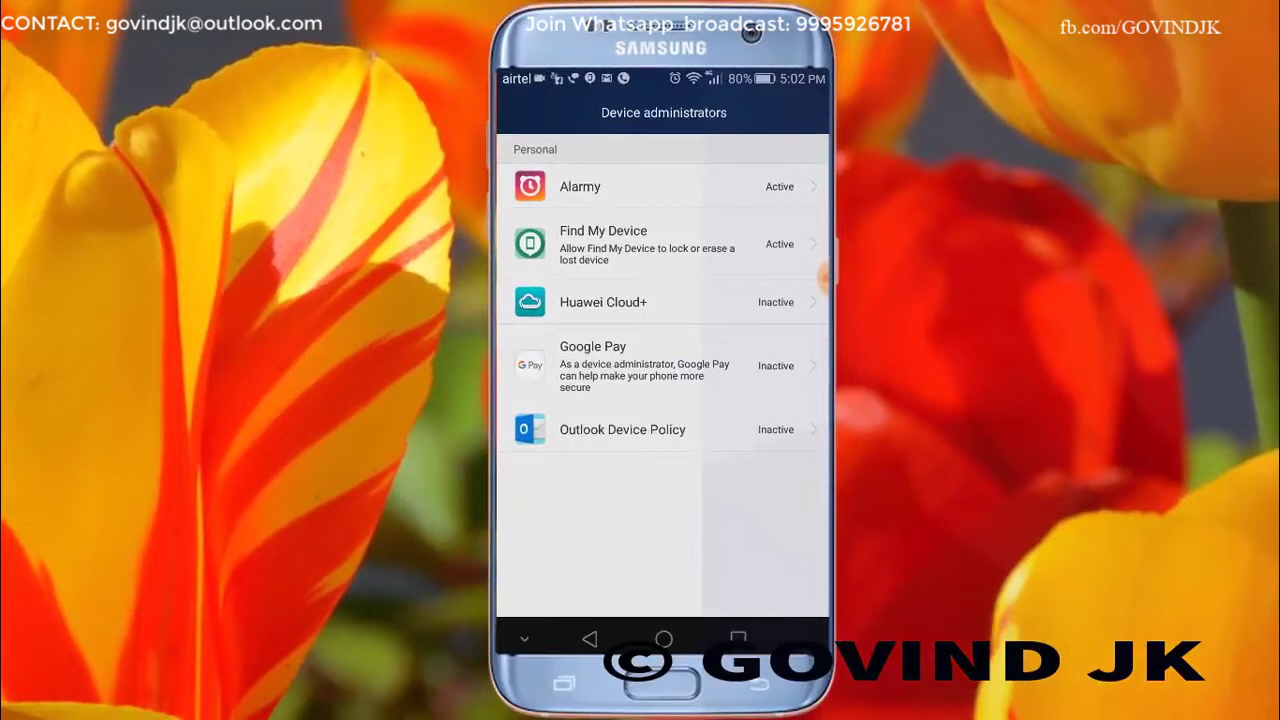 CONTACT: govindjk@outlook.com
Join Whatsapp broadcast: 9995926781
fb.com/GOVINDJK
SAMSUNG
airtel 4G 80% 5:02 PM
Device administrators
Personal
Alarmy
Active
Find My Device
Allow Find My Device to lock or erase a
lost device
Active
Huawei Cloud+
Inactive
G Pay
Google Pay
As a device administrator, Google Pay
can help make your phone more
secure
Inactive
Outlook Device Policy
Inactive
© GOVIND JK